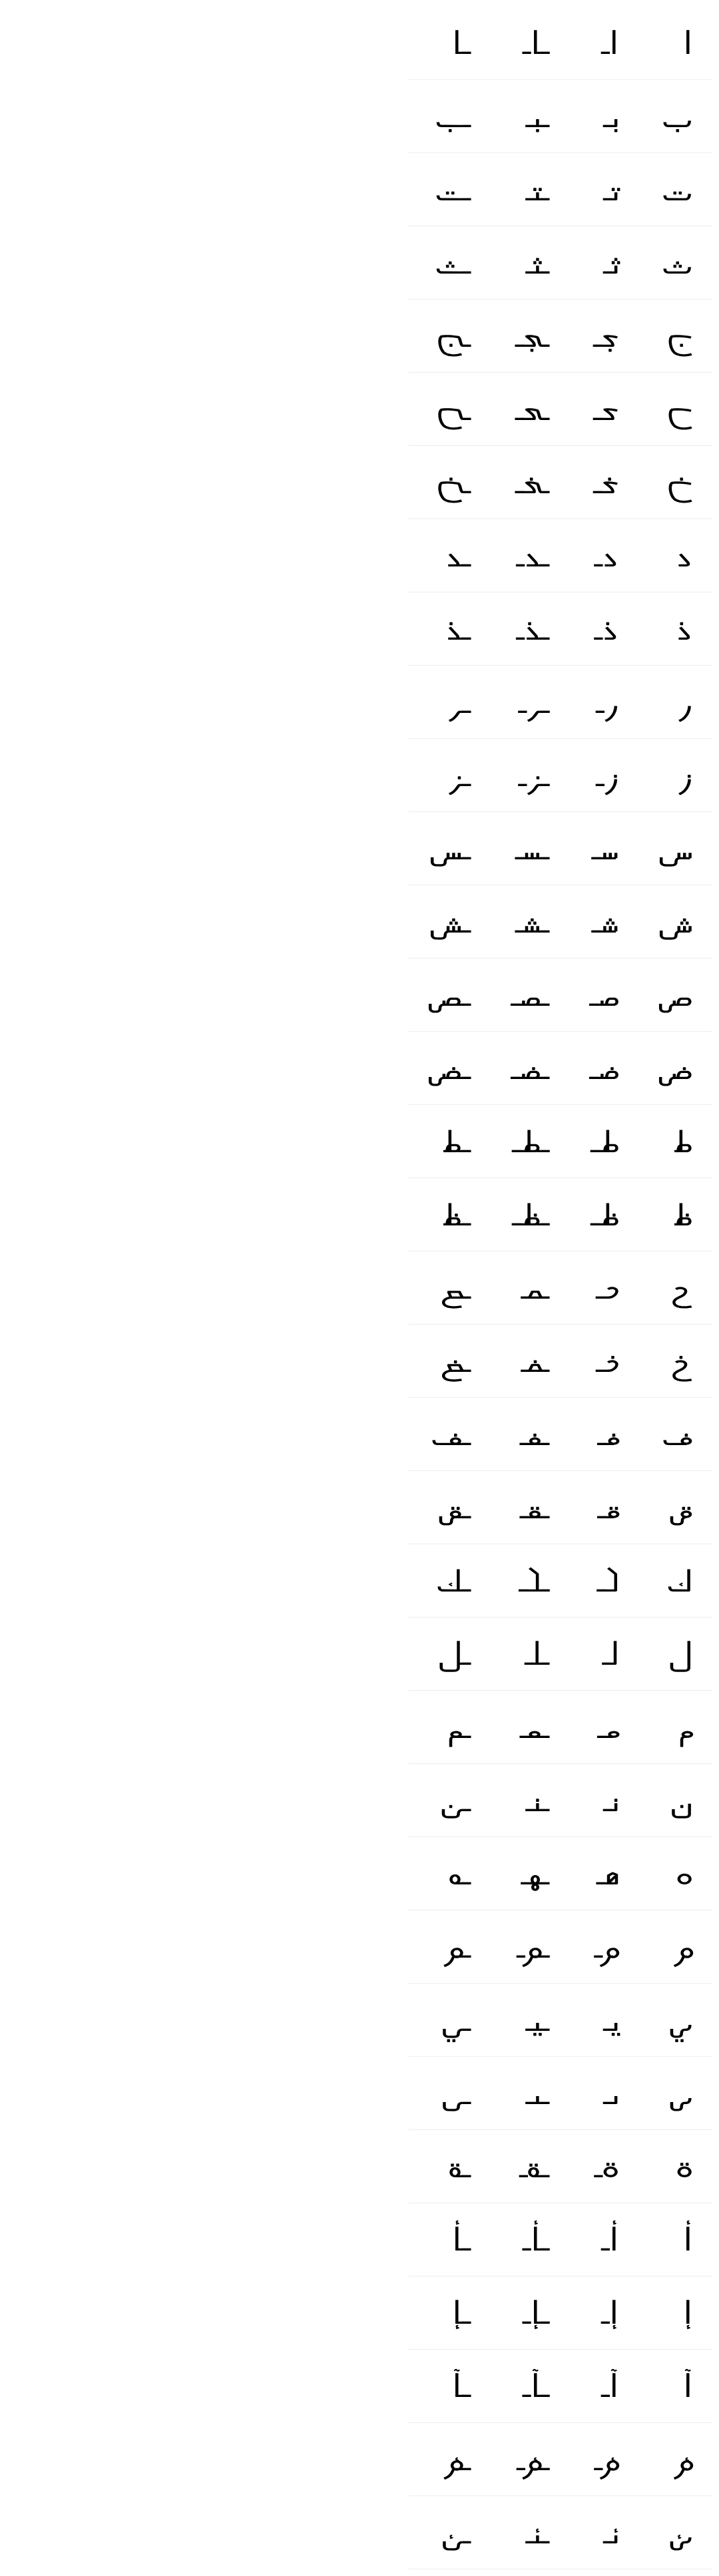 ا اـ ـاـ ـا
ب بـ ـبـ ـب
ت تـ ـتـ ـت
ث ثـ ـثـ ـث
ج جـ ـجـ ـج
ح حـ ـحـ ـح
خ خـ ـخـ ـخ
د دـ ـدـ ـد
ذ ذـ ـذـ ـذ
ر رـ ـرـ ـر
ز زـ ـزـ ـز
س سـ ـسـ ـس
ش شـ ـشـ ـش
ص صـ ـصـ ـص
ض ضـ ـضـ ـض
ط طـ ـطـ ـط
ظ ظـ ـظـ ـظ
ع عـ ـعـ ـع
غ غـ ـغـ ـغ
ف فـ ـفـ ـف
ق قـ ـقـ ـق
ك كـ ـكـ ـك
ل لـ ـلـ ـل
م مـ ـمـ ـم
ن نـ ـنـ ـن
ه هـ ـهـ ـه
و وـ ـوـ ـو
ي يـ ـيـ ـي
ى ىـ ـىـ ـى
ة ةـ ـةـ ـة
أ أـ ـأـ ـأ
إ إـ ـإـ ـإ
آ آـ ـآـ ـآ
ؤ ؤـ ـؤـ ـؤ
ئ ئـ ـئـ ـئ